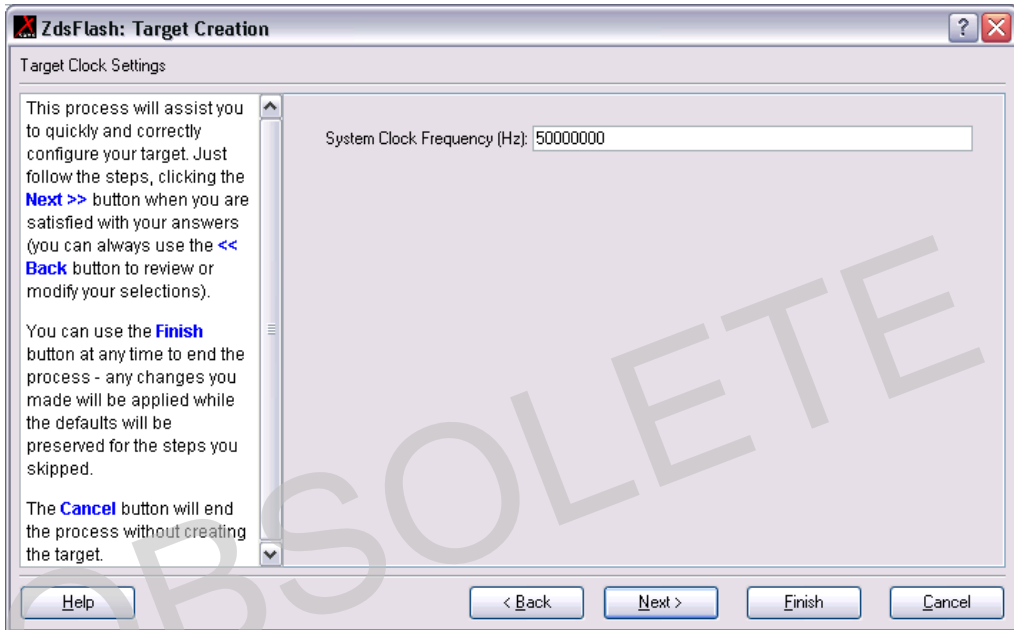 ZdsFlash: Target Creation
Target Clock Settings
This process will assist you
to quickly and correctly
configure your target. Just
follow the steps, clicking the
Next >> button when you are
satisfied with your answers
(you can always use the <<
Back button to review or
modify your selections).
You can use the Finish
button at any time to end the
process - any changes you
made will be applied while
the defaults will be
preserved for the steps you
skipped.
The Cancel button will end
the process without creating
the target.
System Clock Frequency (Hz): 50000000
OBSOLETE
Help
< Back
Next >
Finish
Cancel